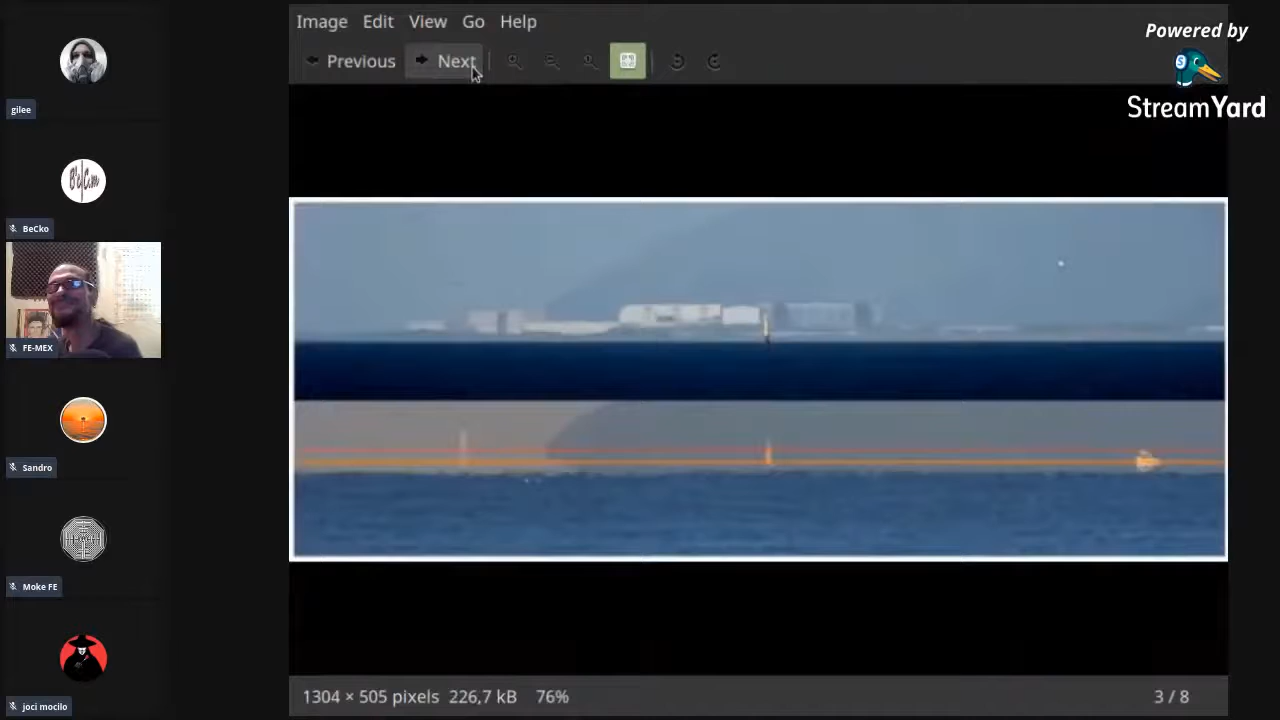 Image Edit View Go Help
Previous Next
Powered by
StreamYard
gilee
BeCko
FE-MEX
Sandro
Moke FE
joci mocilo
1304 × 505 pixels 226,7 kB 76%
3 / 8